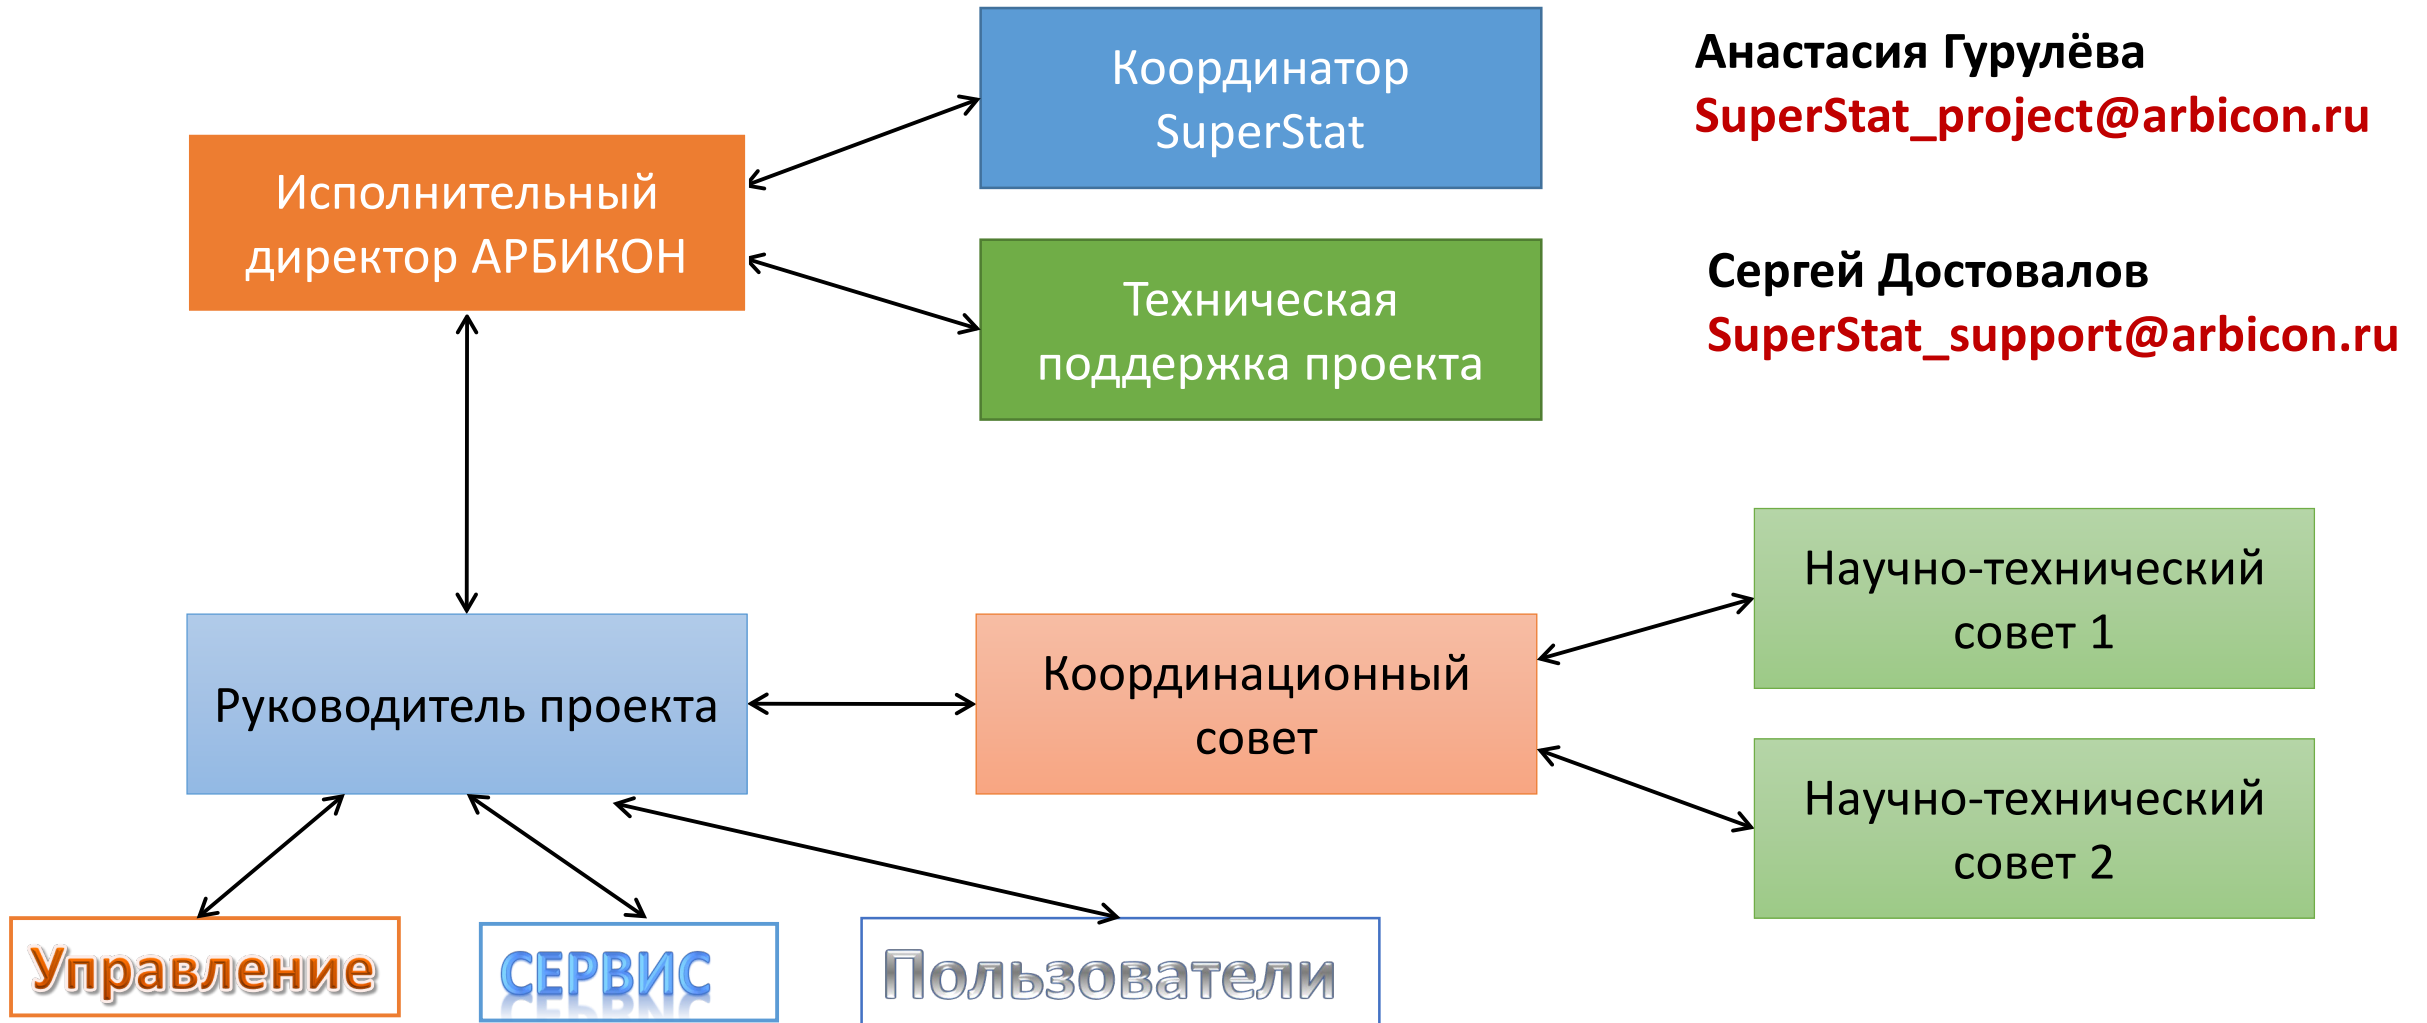 Координатор
SuperStat
Анастасия Гурулёва
SuperStat_project@arbicon.ru
Исполнительный
директор АРБИКОН
Техническая
поддержка проекта
Сергей Достовалов
SuperStat_support@arbicon.ru
Руководитель проекта
Координационный
совет
Научно-технический
совет 1
Научно-технический
совет 2
Управление
СЕРВИС
Пользователи